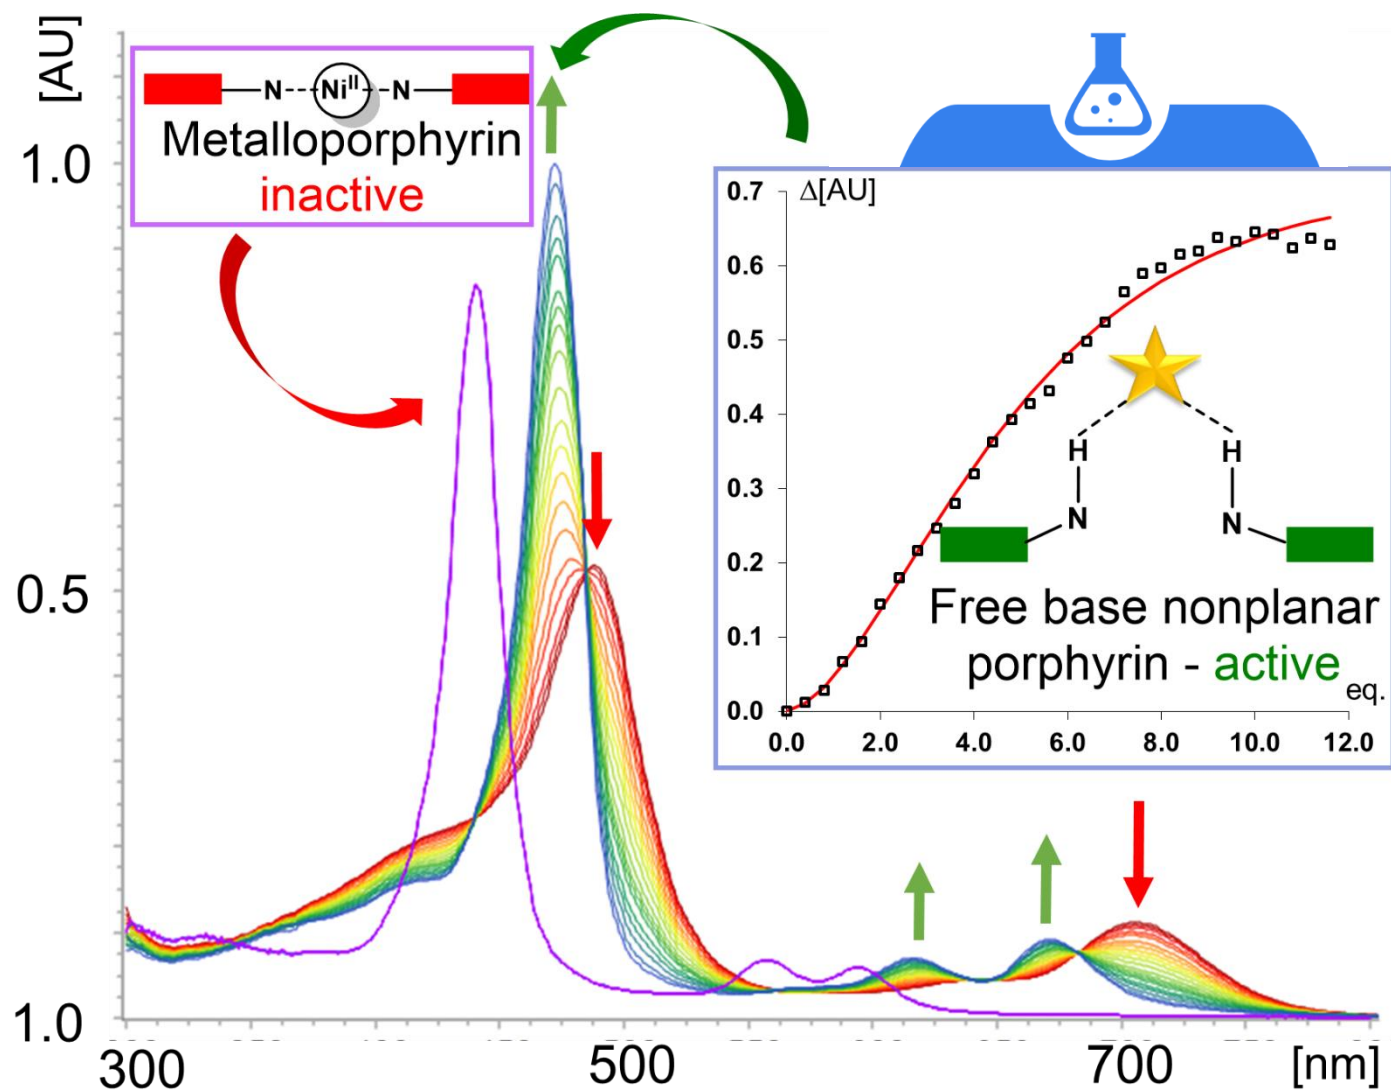 [AU]
N
Ni^II
N
Metalloporphyrin
inactive
1.0
0.5
1.0
300
500
700
[nm]
Δ[AU]
0.7
0.6
0.5
0.4
0.3
0.2
0.1
0.0
H
H
N
N
Free base nonplanar
porphyrin - active
eq.
0.0 2.0 4.0 6.0 8.0 10.0 12.0